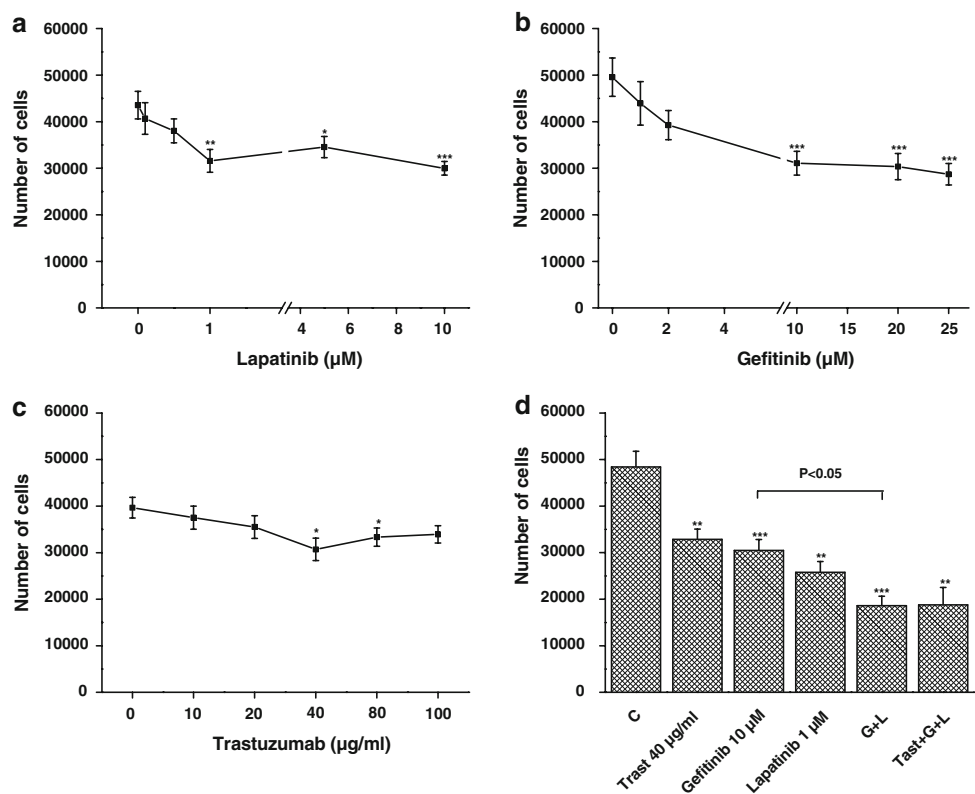 a
60000
50000
40000
30000
20000
10000
0
Number of cells
** * ***
0 1 4 6 8 10
Lapatinib (µM)
b
60000
50000
40000
30000
20000
10000
0
Number of cells
*** *** ***
0 2 4 10 15 20 25
Gefitinib (µM)
c
60000
50000
40000
30000
20000
10000
0
Number of cells
* *
0 10 20 40 80 100
Trastuzumab (µg/ml)
d
60000
50000
40000
30000
20000
10000
0
Number of cells
P<0.05
** *** ** *** **
C
Trast 40 µg/ml
Gefitinib 10 µM
Lapatinib 1 µM
G+L
Tast+G+L